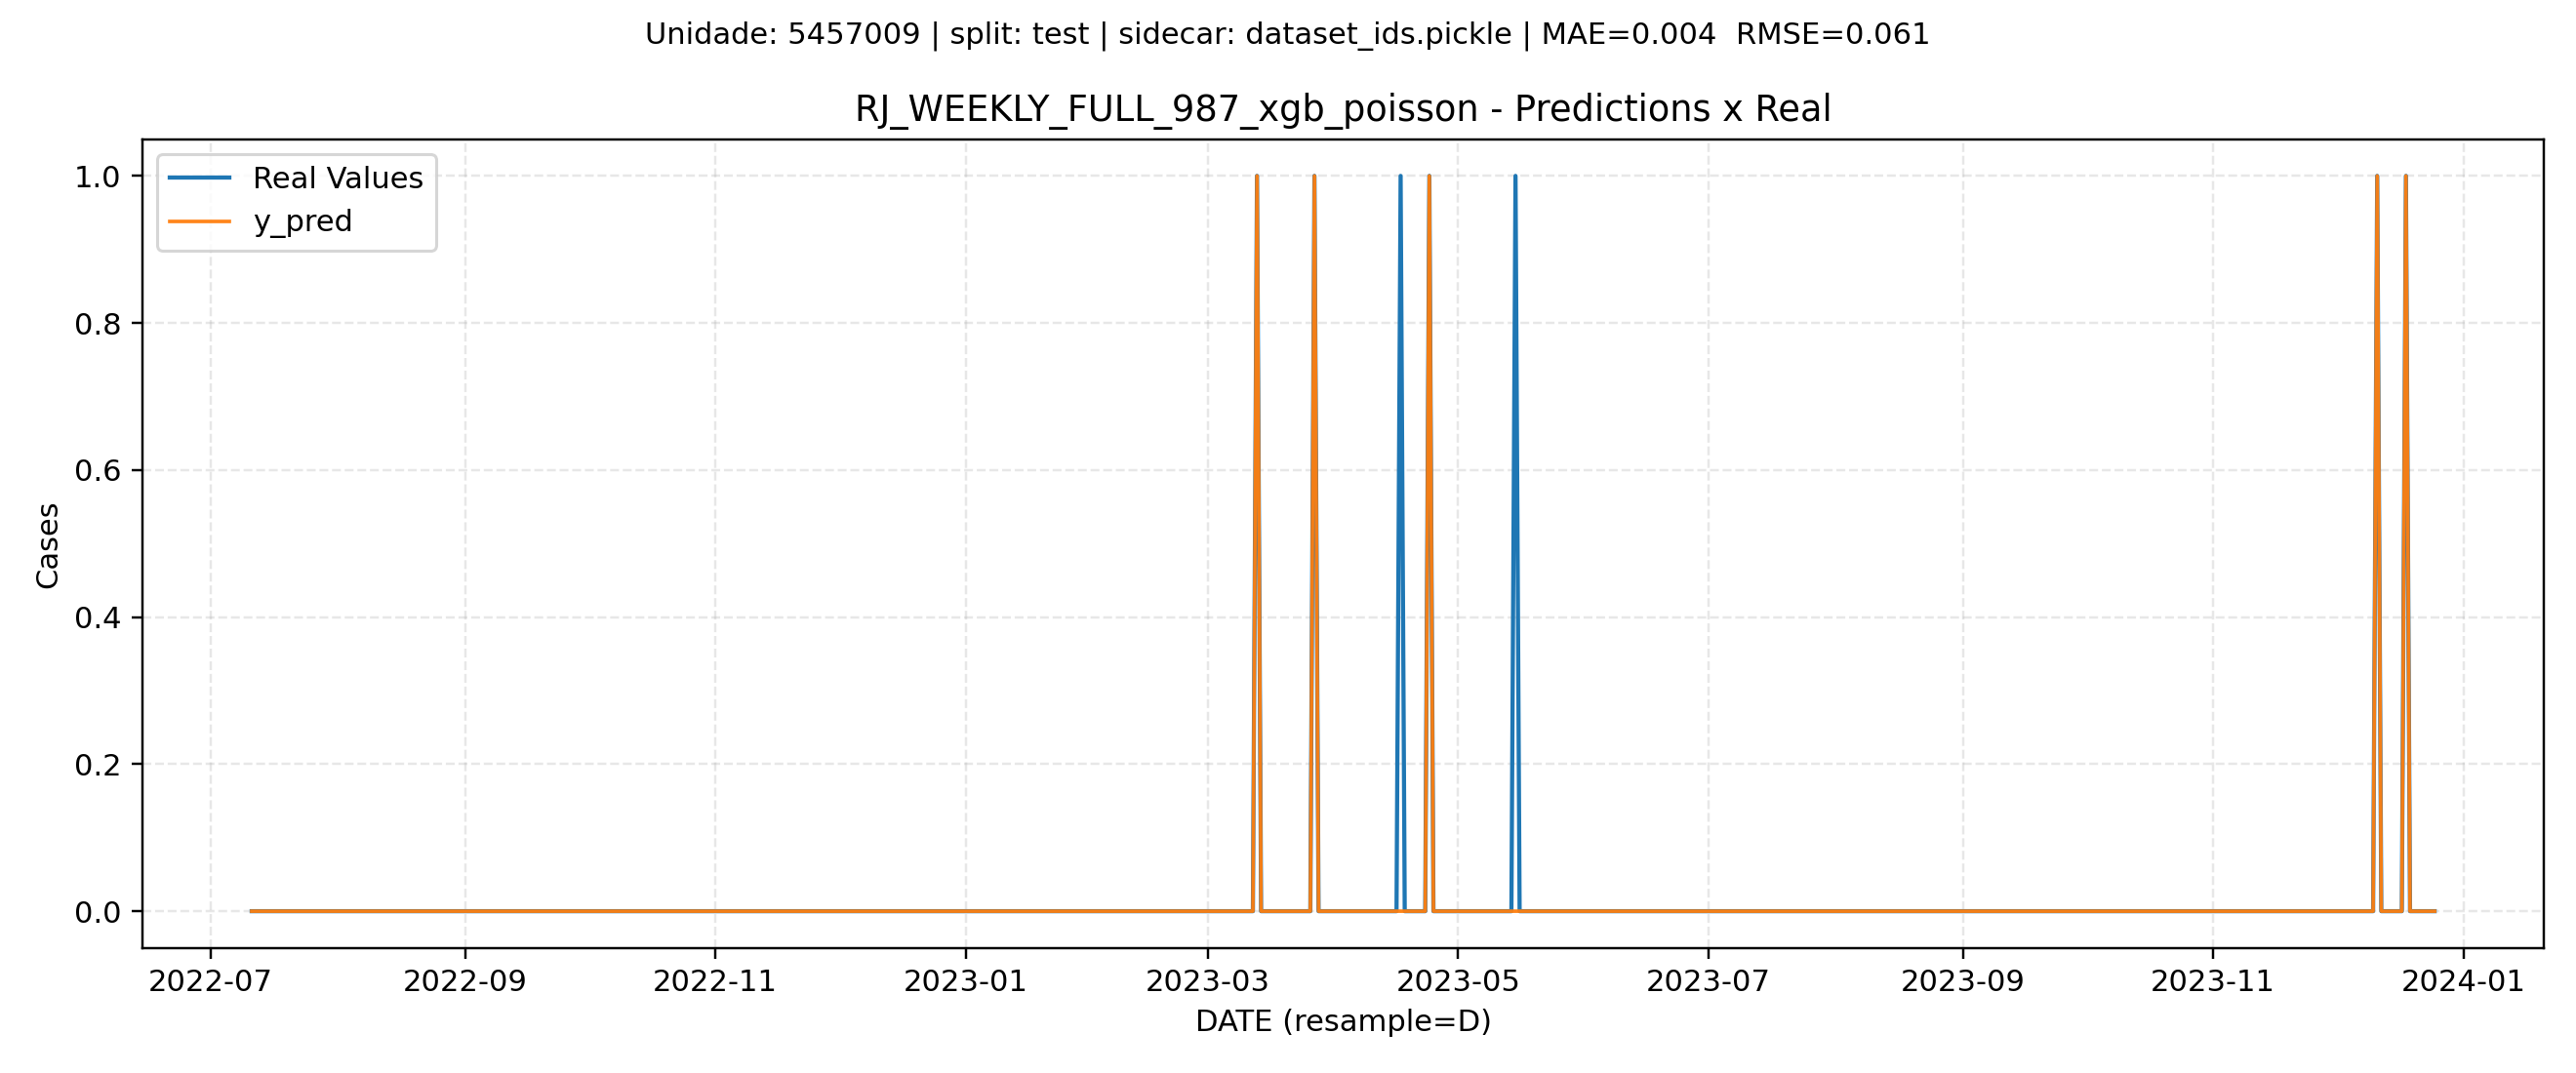 Unidade: 5457009 | split: test | sidecar: dataset_ids.pickle | MAE=0.004  RMSE=0.061
RJ_WEEKLY_FULL_987_xgb_poisson - Predictions x Real
Real Values
y_pred
1.0
0.8
0.6
0.4
0.2
0.0
Cases
2022-07
2022-09
2022-11
2023-01
2023-03
2023-05
2023-07
2023-09
2023-11
2024-01
DATE (resample=D)